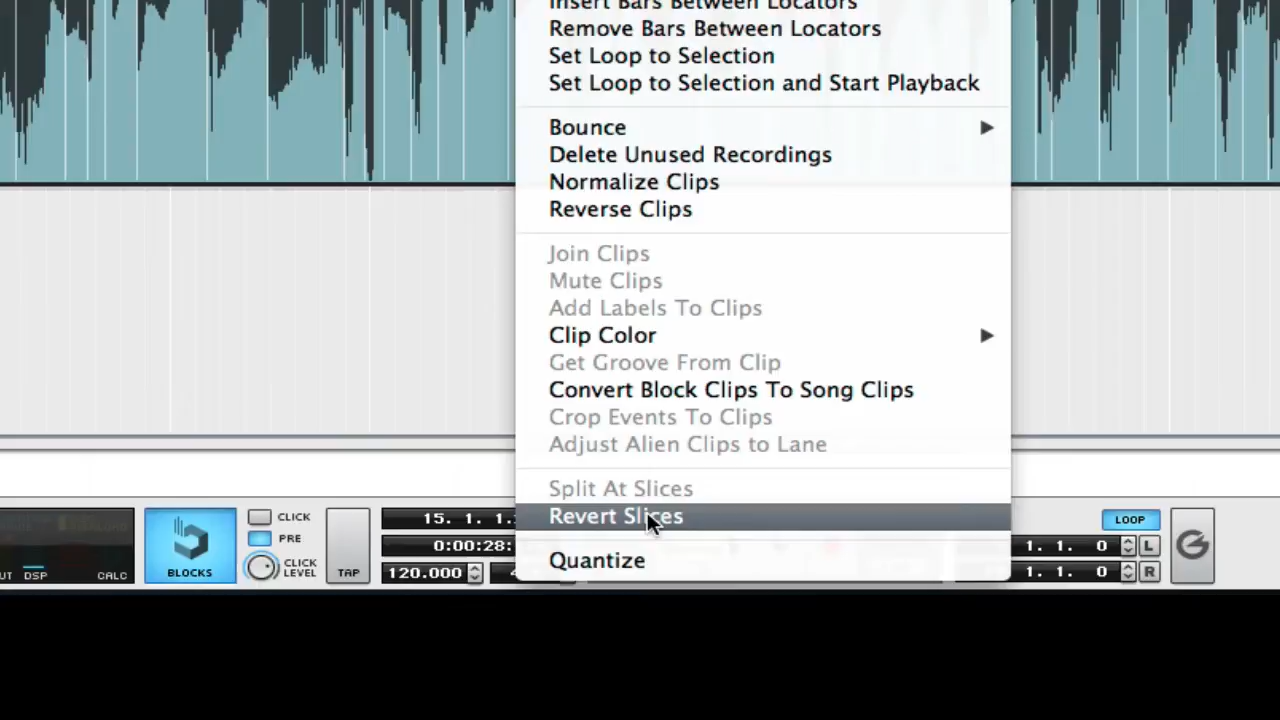 Insert Bars Between Locators
Remove Bars Between Locators
Set Loop to Selection
Set Loop to Selection and Start Playback
Bounce
Delete Unused Recordings
Normalize Clips
Reverse Clips
Join Clips
Mute Clips
Add Labels To Clips
Clip Color
Get Groove From Clip
Convert Block Clips To Song Clips
Crop Events To Clips
Adjust Alien Clips to Lane
Split At Slices
Revert Slices
Quantize
DSP CALC
BLOCKS
CLICK
PRE
CLICK
LEVEL
TAP
15. 1. 1.
0:00:28:
120.000
LOOP
1. 1. 0 L
1. 1. 0 R